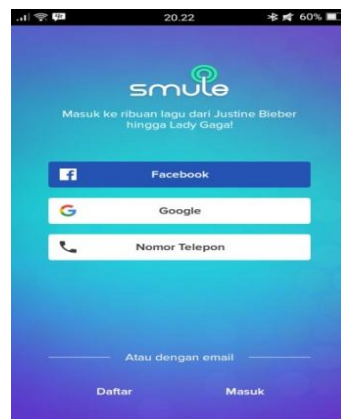 20.22
60%
smule
Masuk ke ribuan lagu dari Justine Bieber
hingga Lady Gaga!
Facebook
Google
Nomor Telepon
Atau dengan email
Daftar
Masuk